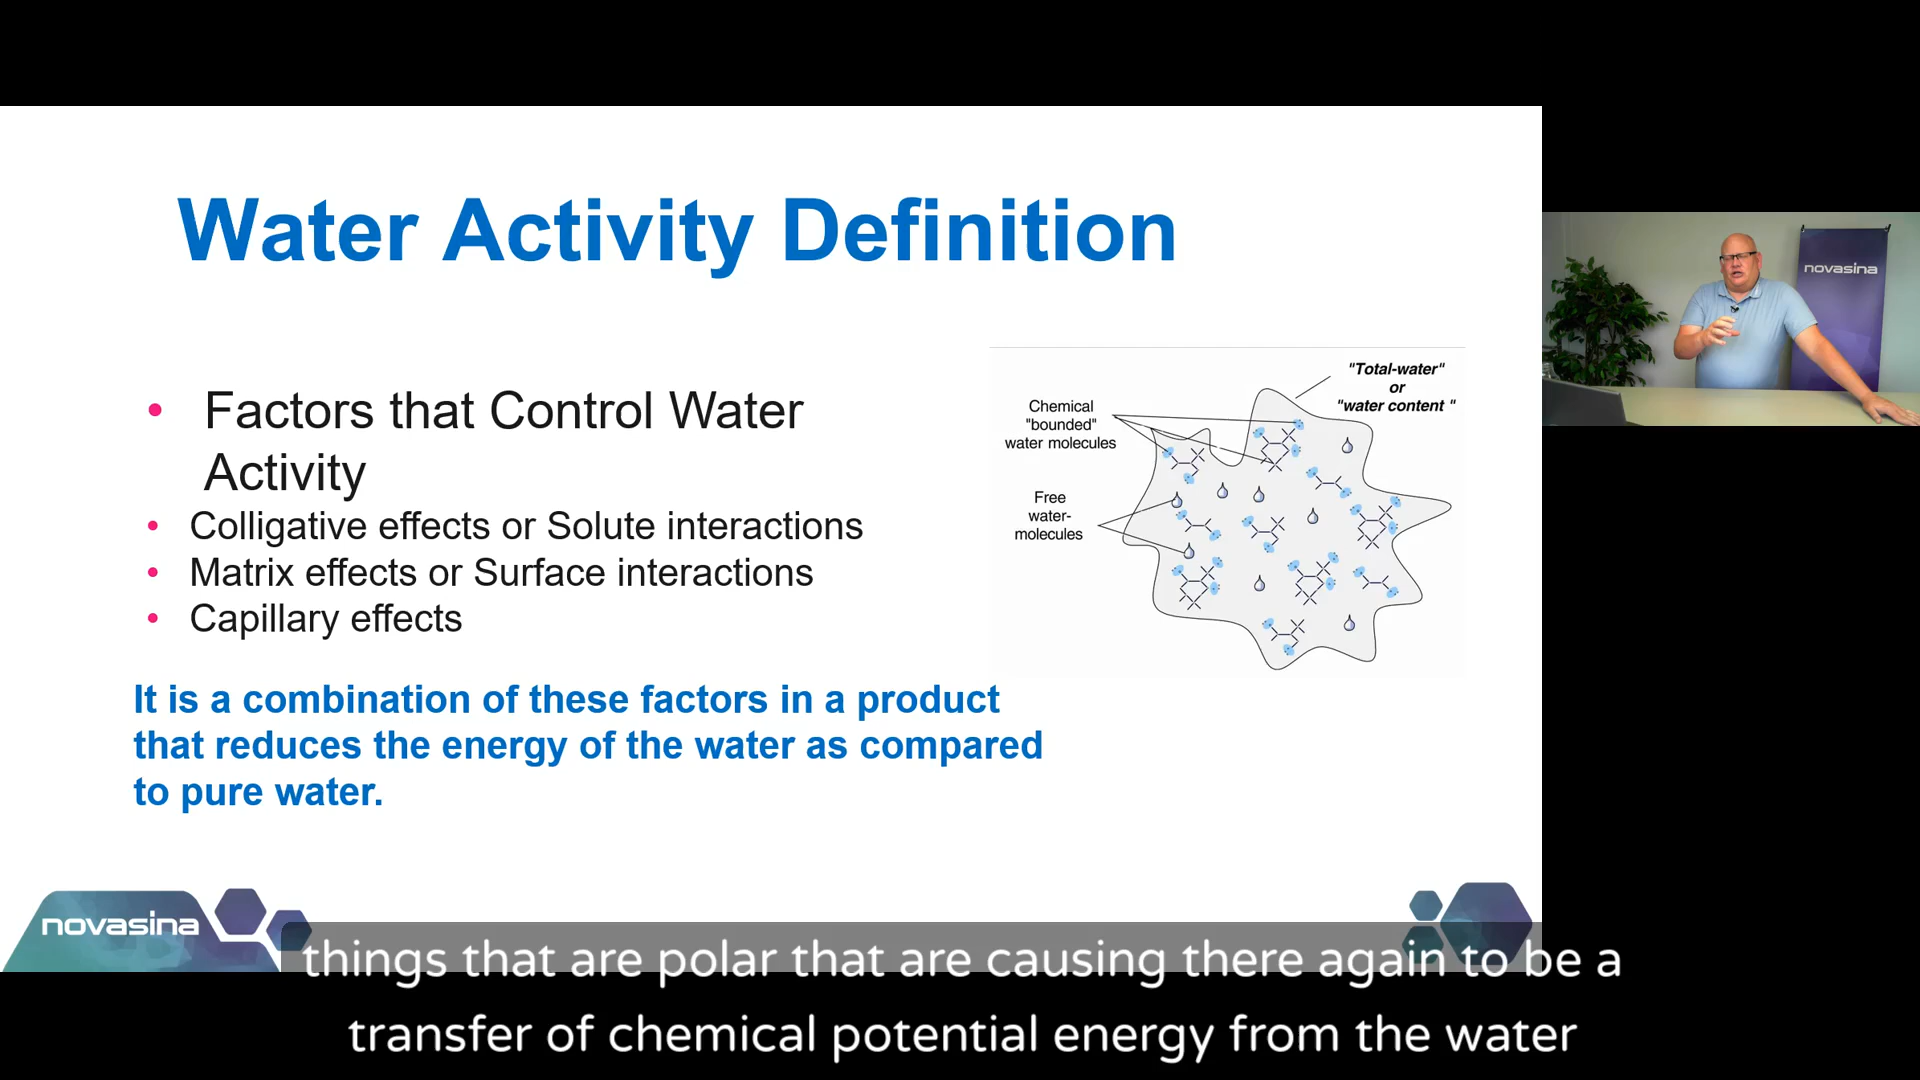 Water Activity Definition
• Factors that Control Water
Activity
• Colligative effects or Solute interactions
• Matrix effects or Surface interactions
• Capillary effects
It is a combination of these factors in a product
that reduces the energy of the water as compared
to pure water.
"Total-water"
or
"water content "
Chemical
"bounded"
water molecules
Free
water-
molecules
novasina
novasina
things that are polar that are causing there again to be a
transfer of chemical potential energy from the water